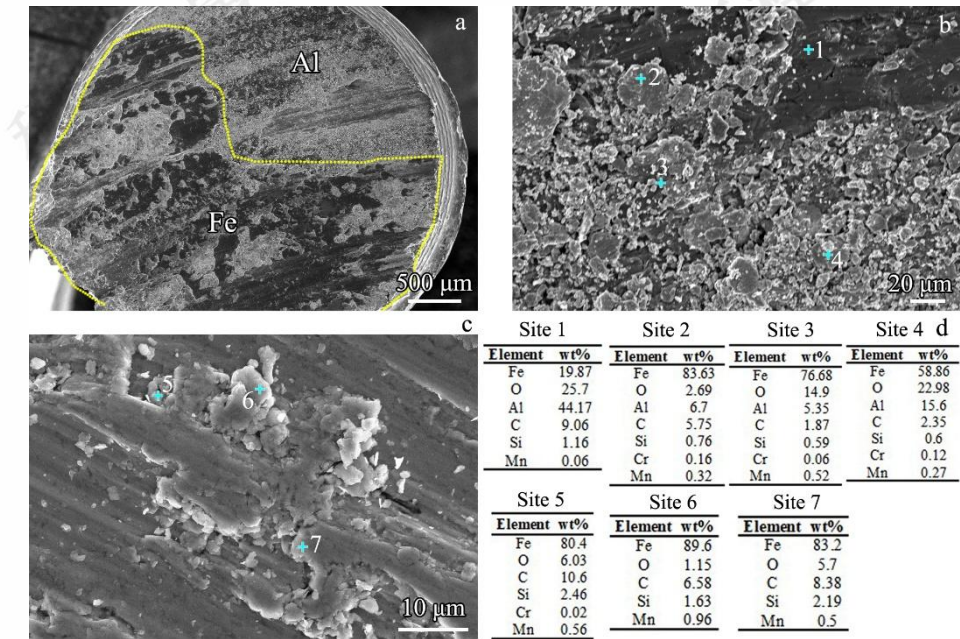 a
Al
Fe
500 μm
b
1
2
3
4
20 μm
c
5
6
7
10 μm
Site 1 Site 2 Site 3 Site 4 d
Element wt% Element wt% Element wt% Element wt%
Fe 19.87 Fe 83.63 Fe 76.68 Fe 58.86
O 25.7 O 2.69 O 14.9 O 22.98
Al 44.17 Al 6.7 Al 5.35 Al 15.6
C 9.06 C 5.75 C 1.87 C 2.35
Si 1.16 Si 0.76 Si 0.59 Si 0.6
Mn 0.06 Cr 0.16 Cr 0.06 Cr 0.12
Mn 0.32 Mn 0.52 Mn 0.27
Site 5 Site 6 Site 7
Element wt% Element wt% Element wt%
Fe 80.4 Fe 89.6 Fe 83.2
O 6.03 O 1.15 O 5.7
C 10.6 C 6.58 C 8.38
Si 2.46 Si 1.63 Si 2.19
Cr 0.02 Mn 0.96 Mn 0.5
Mn 0.56